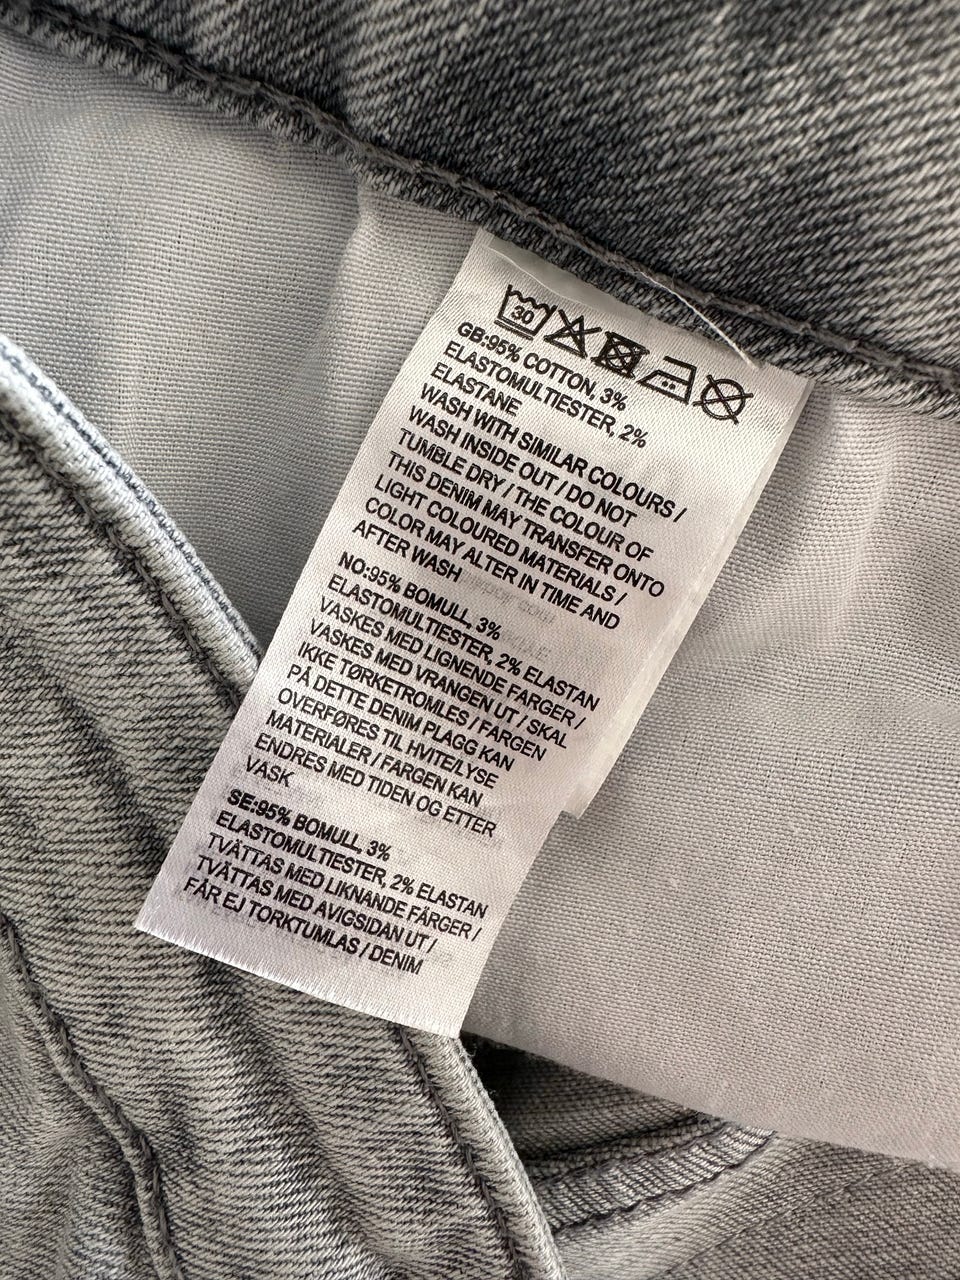 30
GB:95% COTTON, 3%
ELASTOMULTIESTER, 2%
ELASTANE
WASH WITH SIMILAR COLOURS /
WASH INSIDE OUT / DO NOT
TUMBLE DRY / THE COLOUR OF
THIS DENIM MAY TRANSFER ONTO
LIGHT COLOURED MATERIALS /
COLOR MAY ALTER IN TIME AND
AFTER WASH
NO:95% BOMULL, 3%
ELASTOMULTIESTER, 2% ELASTAN
VASKES MED LIGNENDE FARGER /
VASKES MED VRANGEN UT / SKAL
IKKE TØRKETROMLES / FARGEN
PÅ DETTE DENIM PLAGG KAN
OVERFØRES TIL HVITE/LYSE
MATERIALER / FARGEN KAN
ENDRES MED TIDEN OG ETTER
VASK
SE:95% BOMULL, 3%
ELASTOMULTIESTER, 2% ELASTAN
TVÄTTAS MED LIKNANDE FÄRGER /
TVÄTTAS MED AVIGSIDAN UT /
FÅR EJ TORKTUMLAS / DENIM